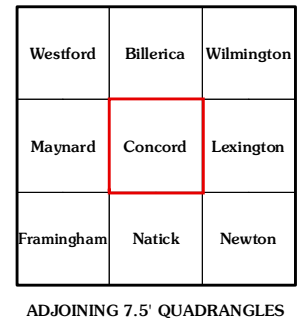 Westford Billerica Wilmington
Maynard Concord Lexington
Framingham Natick Newton
ADJOINING 7.5' QUADRANGLES